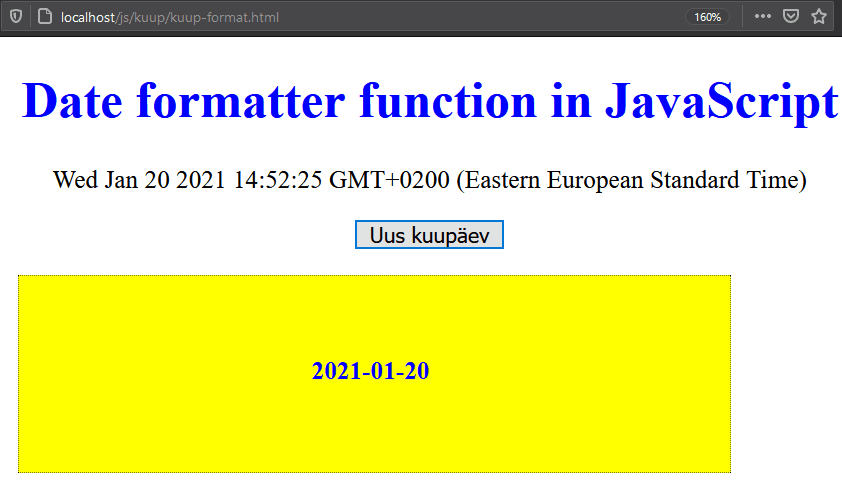 localhost/js/kuup/kuup-format.html
160%
Date formatter function in JavaScript
Wed Jan 20 2021 14:52:25 GMT+0200 (Eastern European Standard Time)
Uus kuupäev
2021-01-20